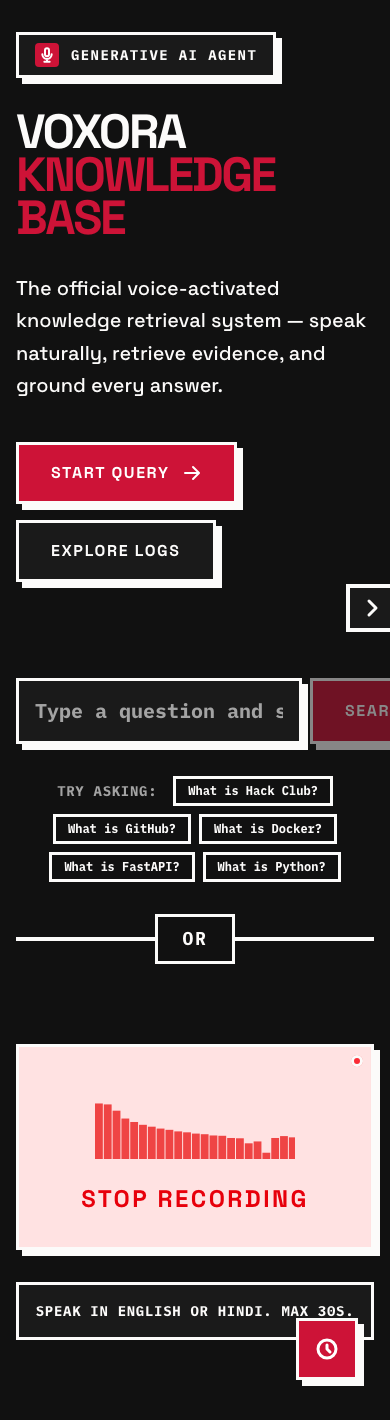 GENERATIVE AI AGENT
VOXORA
KNOWLEDGE
BASE
The official voice-activated
knowledge retrieval system — speak
naturally, retrieve evidence, and
ground every answer.
START QUERY
EXPLORE LOGS
Type a question and s
SEAR
TRY ASKING:
What is Hack Club?
What is GitHub?
What is Docker?
What is FastAPI?
What is Python?
OR
STOP RECORDING
SPEAK IN ENGLISH OR HINDI. MAX 30S.